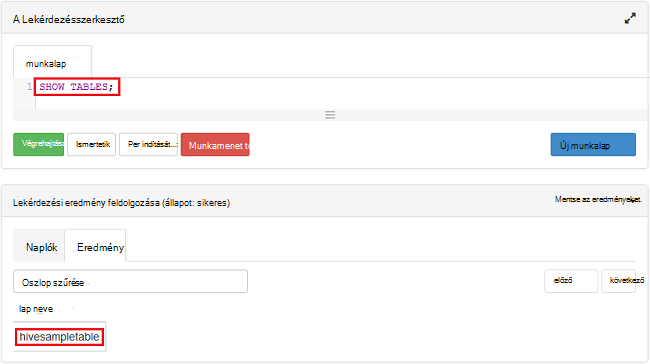 A Lekérdezésszerkesztő
munkalap
1 SHOW TABLES;
Végrehajtás
Ismertetik
Per indítását...
Munkamenet tö
Új munkalap
Lekérdezési eredmény feldolgozása (állapot: sikeres)
Mentse az eredményeket.
Naplók
Eredmény
Oszlop szűrése
előző
következő
lap neve
hivesampletable